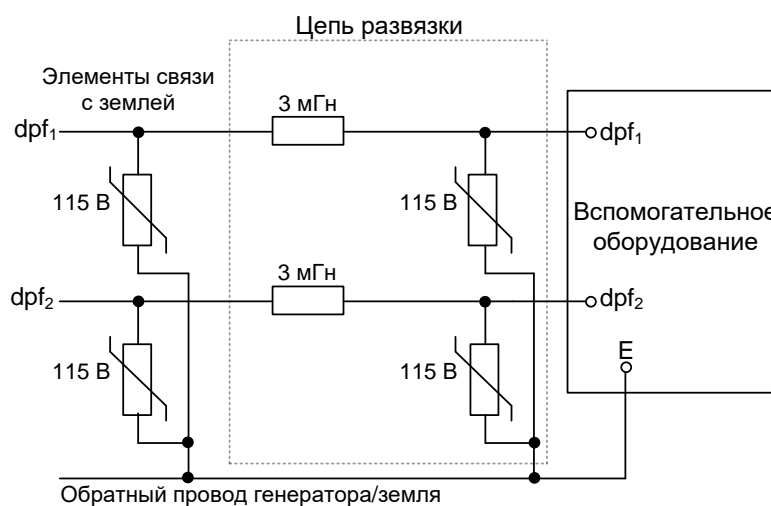 Цепь развязки
Элементы связи
с землей
3 мГн
dpf₁
dpf₁
115 В
115 В
Вспомогательное
оборудование
3 мГн
dpf₂
dpf₂
115 В
115 В
E
Обратный провод генератора/земля